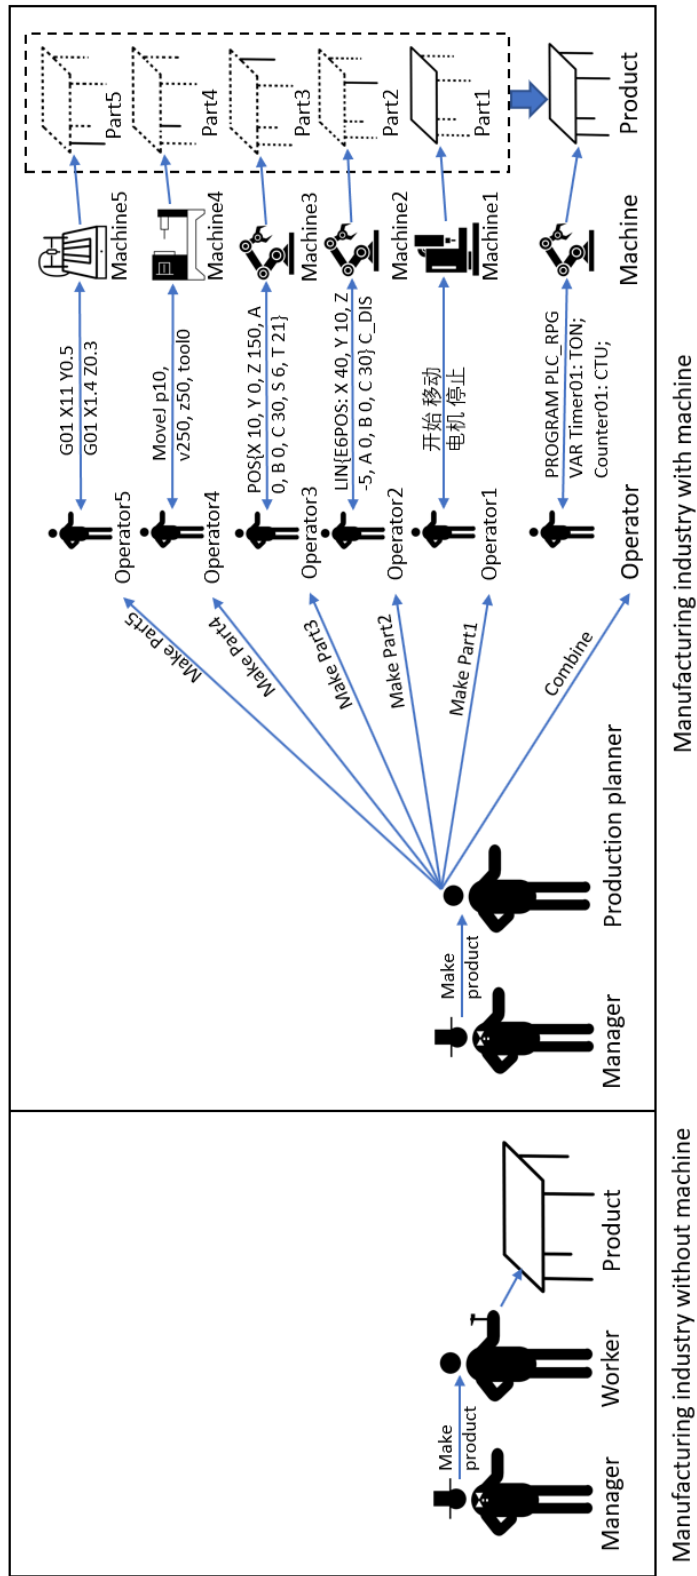 Make
product
Manager
Worker
Product
Manufacturing industry without machine
Make
product
Manager
Production planner
Make Part5
Make Part4
Make Part3
Make Part2
Make Part1
Combine
Operator5
G01 X11 Y0.5
G01 X1.4 Z0.3
Machine5
Part5
Operator4
MoveJ p10,
v250, z50, tool0
Machine4
Part4
Operator3
POS{X 10, Y 0, Z 150, A
0, B 0, C 30, S 6, T 21}
Machine3
Part3
Operator2
LIN{E6POS: X 40, Y 10, Z
-5, A 0, B 0, C 30} C_DIS
Machine2
Part2
Operator1
开始 移动
电机 停止
Machine1
Part1
Operator
PROGRAM PLC_RPG
VAR Timer01: TON;
Counter01: CTU;
Machine
Product
Manufacturing industry with machine